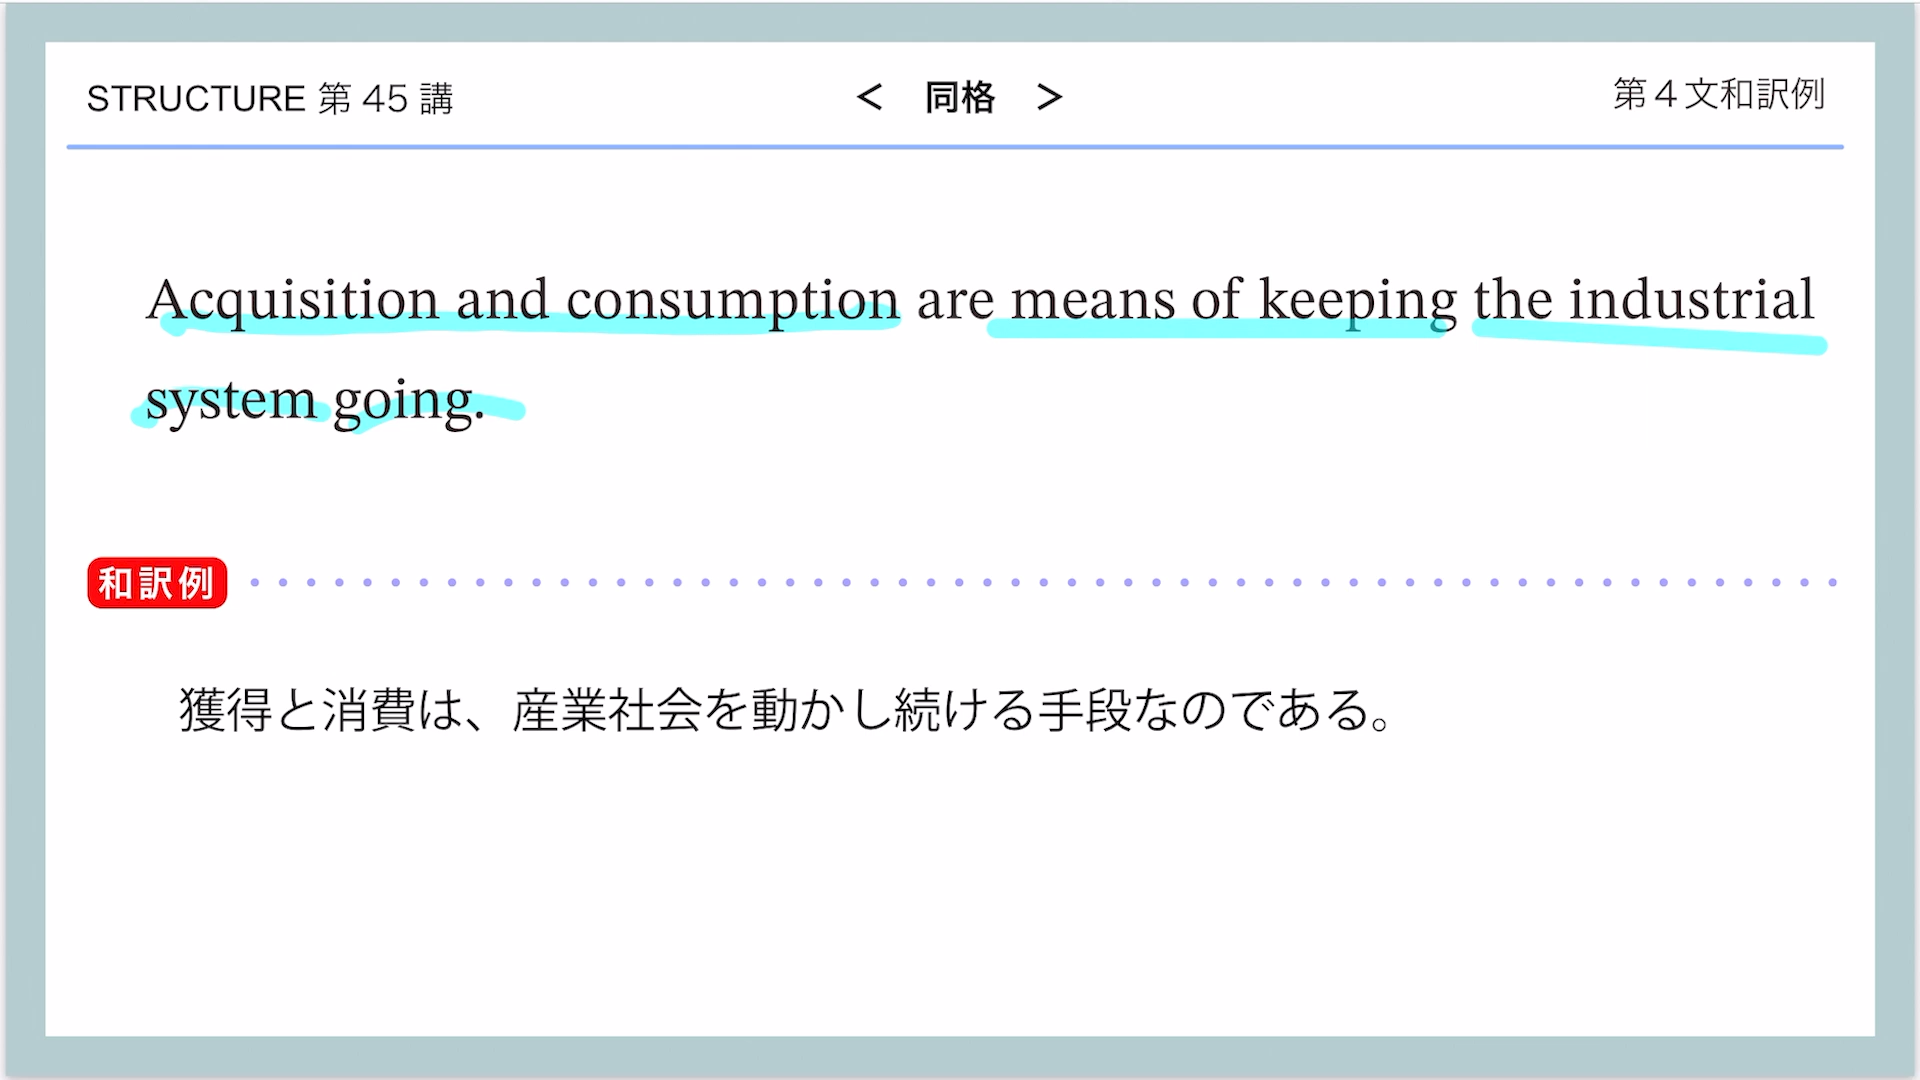 STRUCTURE 第 45 講
＜ 同格 ＞
第４文和訳例
Acquisition and consumption are means of keeping the industrial
system going.
和訳例
獲得と消費は、産業社会を動かし続ける手段なのである。